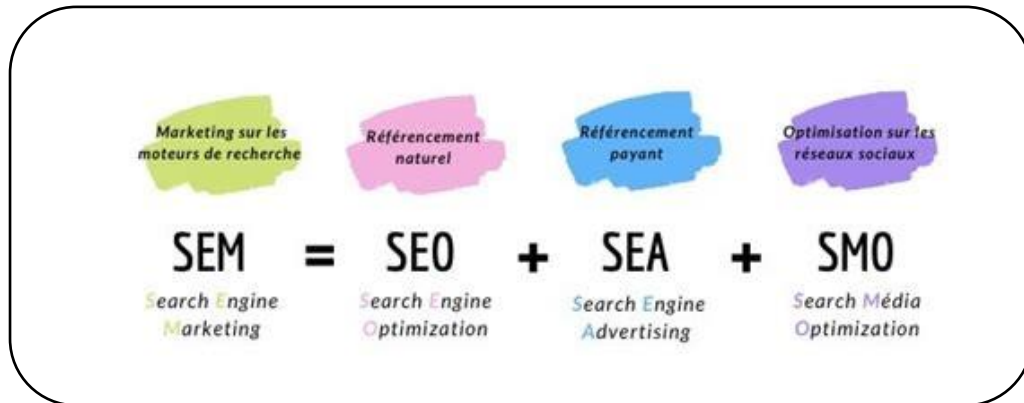 Marketing sur les
moteurs de recherche
Référencement
naturel
Référencement
payant
Optimisation sur les
réseaux sociaux
SEM = SEO + SEA + SMO
Search Engine
Marketing
Search Engine
Optimization
Search Engine
Advertising
Search Média
Optimization